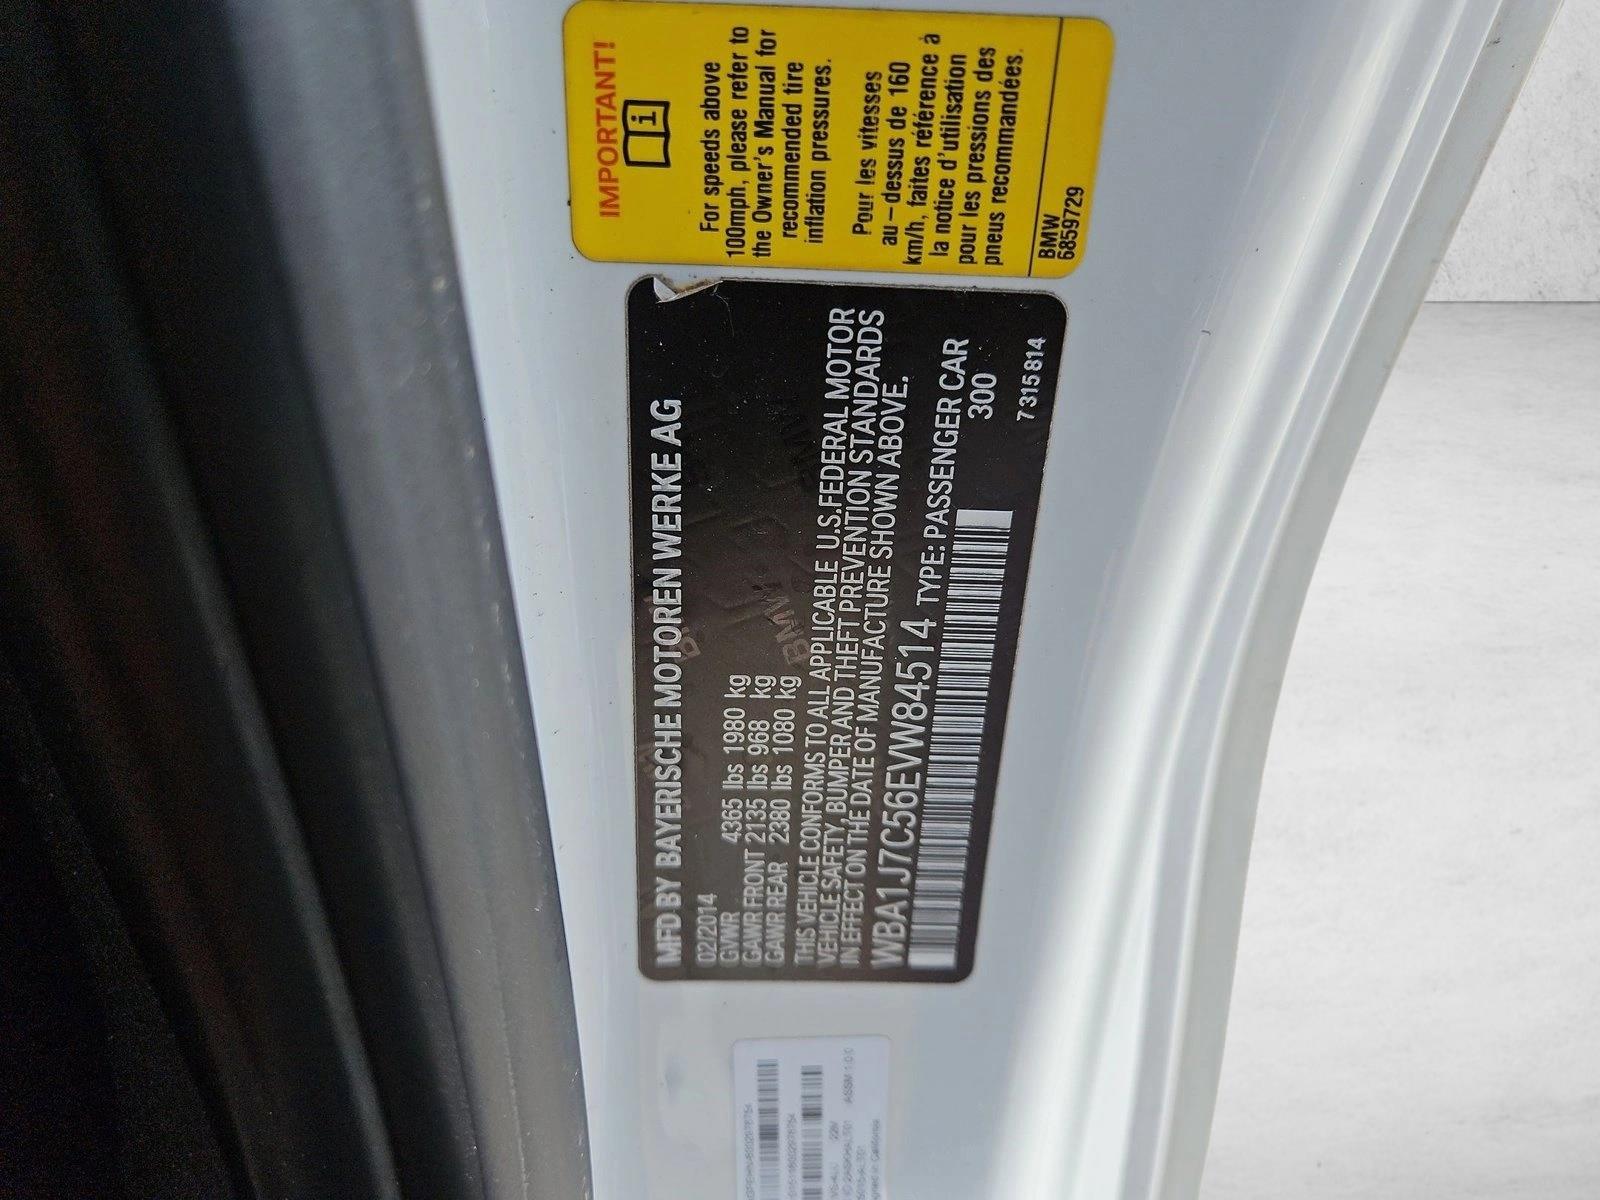 IMPORTANT!
For speeds above
100mph, please refer to
the Owner's Manual for
recommended tire
inflation pressures.
Pour les vitesses
au-dessus de 160
km/h, faites référence à
la notice d'utilisation
pour les pressions des
pneus recommandées.
BMW
6859729
MFD BY BAYERISCHE MOTOREN WERKE AG
02/2014
GVWR 4365 lbs 1980 kg
GAWR FRONT 2135 lbs 968 kg
GAWR REAR 2380 lbs 1080 kg
THIS VEHICLE CONFORMS TO ALL APPLICABLE U.S. FEDERAL MOTOR
VEHICLE SAFETY, BUMPER AND THEFT PREVENTION STANDARDS
IN EFFECT ON THE DATE OF MANUFACTURE SHOWN ABOVE.
WBA1J7C56EVW84514 TYPE: PASSENGER CAR
300
7315814